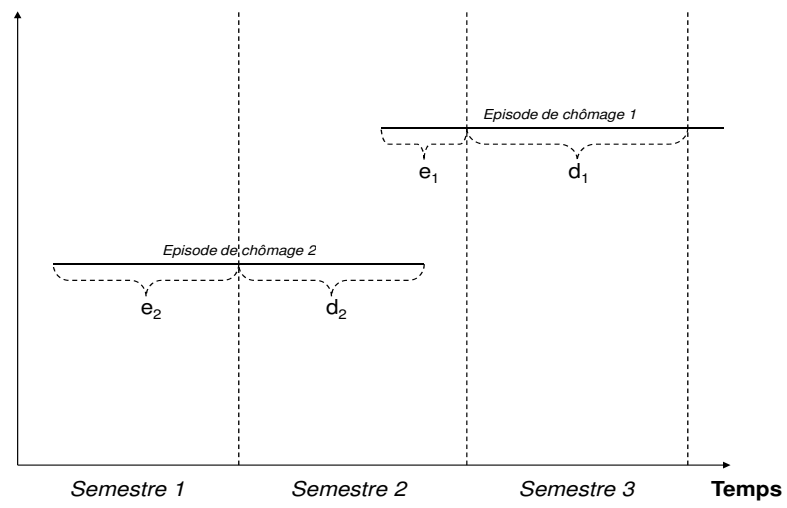 Episode de chômage 1
e₁ d₁
Episode de chômage 2
e₂ d₂
Semestre 1 Semestre 2 Semestre 3 Temps